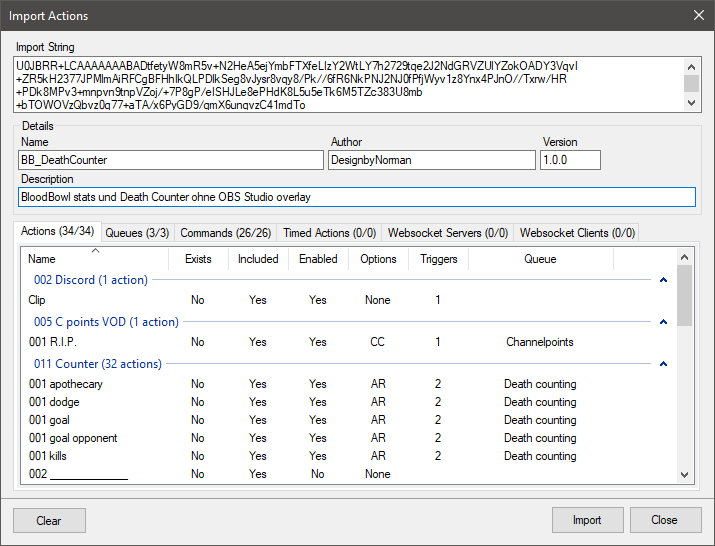 Import Actions
Import String
U0JBRR+LCAAAAAAABADtfetyW8mR5v+N2HeA5ejYmbFTXfeLIzY2WtLY7h2729tqe2J2NdGRVZUlYZokOADY3VqvI
+ZR5kH2377JPMlmAiRFCgBFHhIkQLPDlkSeg8vJysr8vqy8/Pk//6fR6NkPNJ2NJ0fPfjWyv1z8Ynx4PJnO//Txrw/HR
+PDk8MPv3+mnpvn9tnpVZoj/+7P8gP/eISHJLe8ePHdK8L5u5eTk6M5TZc383U8mb
+bTOWOVzQbvz0g77+aTA/x6PyGD9/gmX6unqvzC41mdTo
Details
Name
Author
Version
BB_DeathCounter
DesignbyNorman
1.0.0
Description
BloodBowl stats und Death Counter ohne OBS Studio overlay
Actions (34/34) Queues (3/3) Commands (26/26) Timed Actions (0/0) Websocket Servers (0/0) Websocket Clients (0/0)
Name Exists Included Enabled Options Triggers Queue
002 Discord (1 action)
Clip No Yes Yes None 1
005 C points VOD (1 action)
001 R.I.P. No Yes Yes CC 1 Channelpoints
011 Counter (32 actions)
001 apothecary No Yes Yes AR 2 Death counting
001 dodge No Yes Yes AR 2 Death counting
001 goal No Yes Yes AR 2 Death counting
001 goal opponent No Yes Yes AR 2 Death counting
001 kills No Yes Yes AR 2 Death counting
002 ______________ No Yes No None
Clear
Import
Close